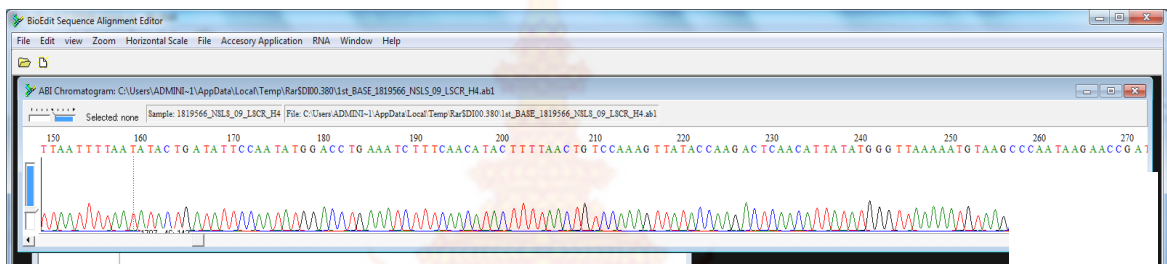 BioEdit Sequence Alignment Editor
File Edit view Zoom Horizontal Scale File Accesory Application RNA Window Help
ABI Chromatogram: C:\Users\ADMINI~1\AppData\Local\Temp\Rar$DI00.380\1st_BASE_1819566_NSLS_09_LSCR_H4.ab1
Selected: none Sample: 1819566_NSLS_09_LSCR_H4 File: C:\Users\ADMINI~1\AppData\Local\Temp\Rar$DI00.380\1st_BASE_1819566_NSLS_09_LSCR_H4.ab1
150 160 170 180 190 200 210 220 230 240 250 260 270
TTAATTTTAATATACTGATATTCCAATATGGACCTGAAATCTTTCAACATACTTTTAACTGTCCAAAGTTATACCAAGACTCAACATTATATGGGTTAAAAATGTAAGCCCAATAAGAACCGAT